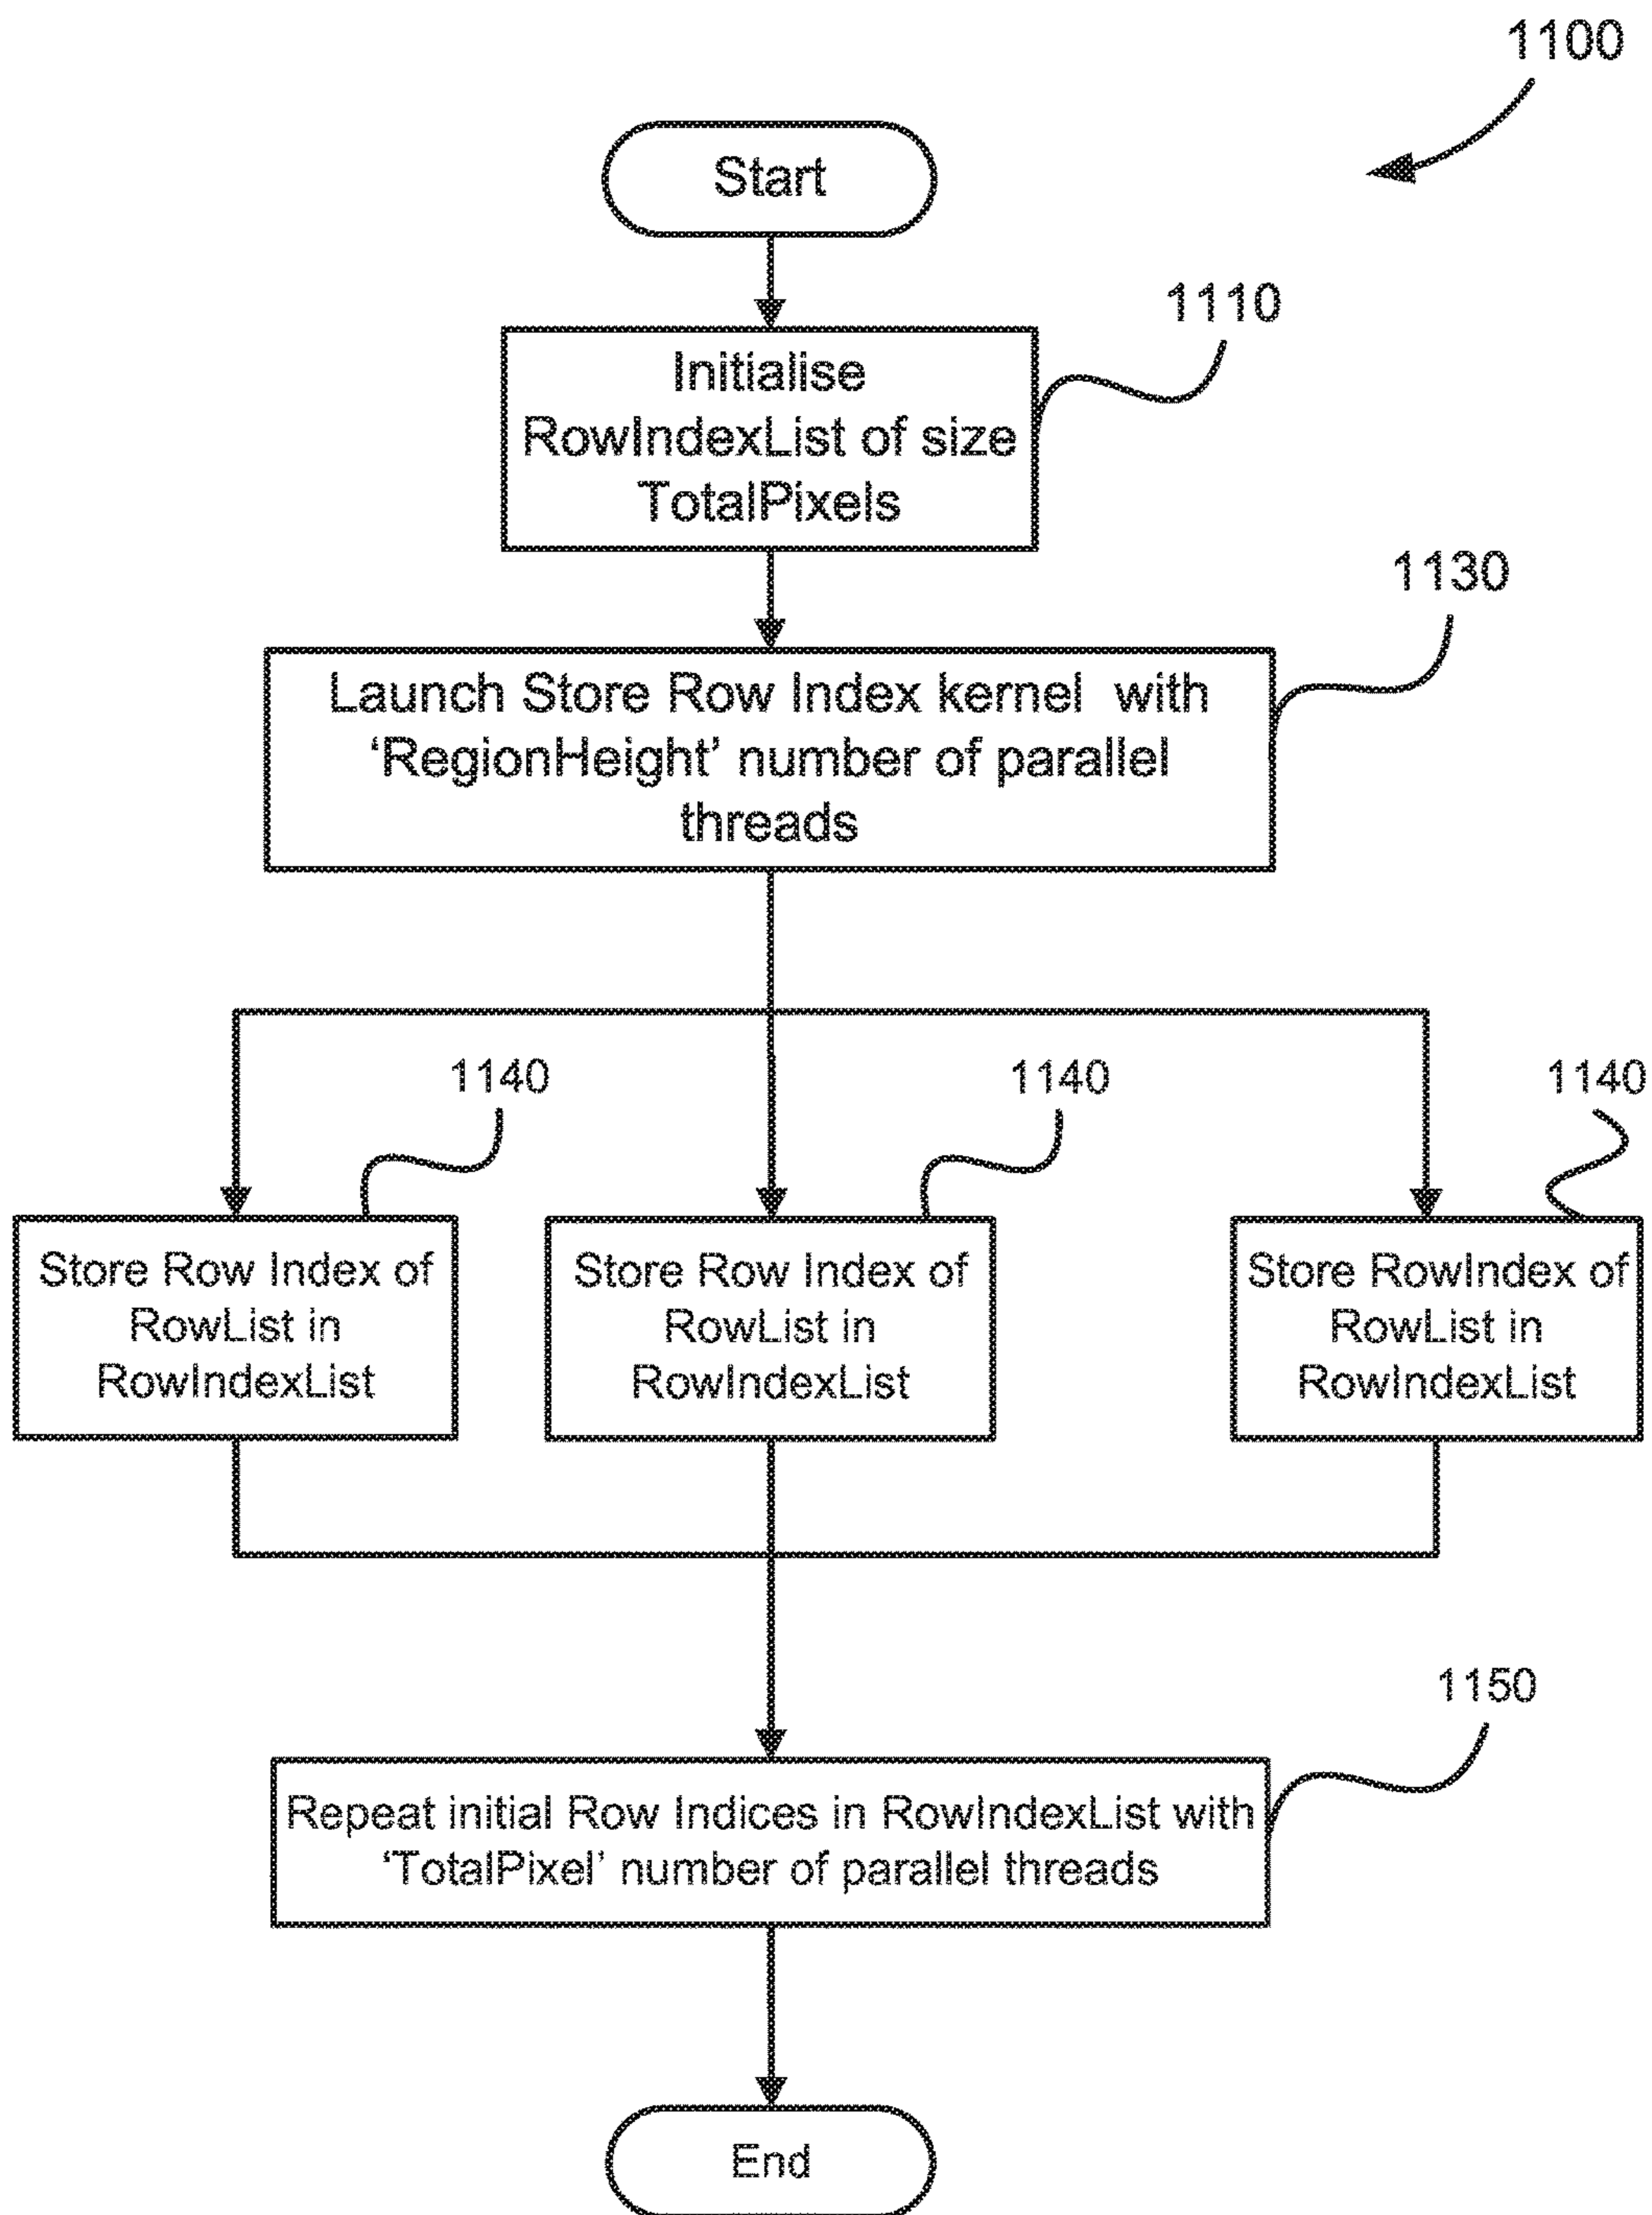 1100
Start
1110
Initialise
RowIndexList of size
TotalPixels
1130
Launch Store Row Index kernel with
‘RegionHeight’ number of parallel
threads
1140
1140
1140
Store Row Index of
RowList in
RowIndexList
Store Row Index of
RowList in
RowIndexList
Store RowIndex of
RowList in
RowIndexList
1150
Repeat initial Row Indices in RowIndexList with
‘TotalPixel’ number of parallel threads
End